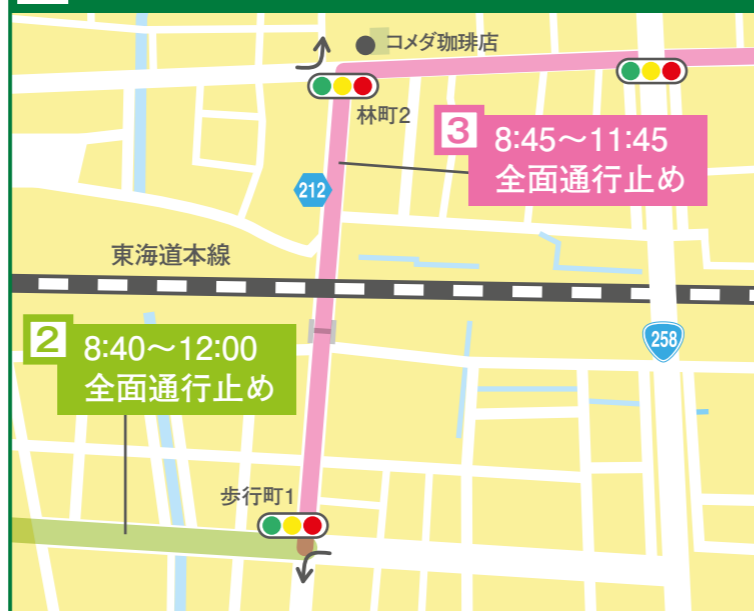 コメダ珈琲店
林町2
3
8:45～11:45
全面通行止め
212
東海道本線
2
8:40～12:00
全面通行止め
258
歩行町1